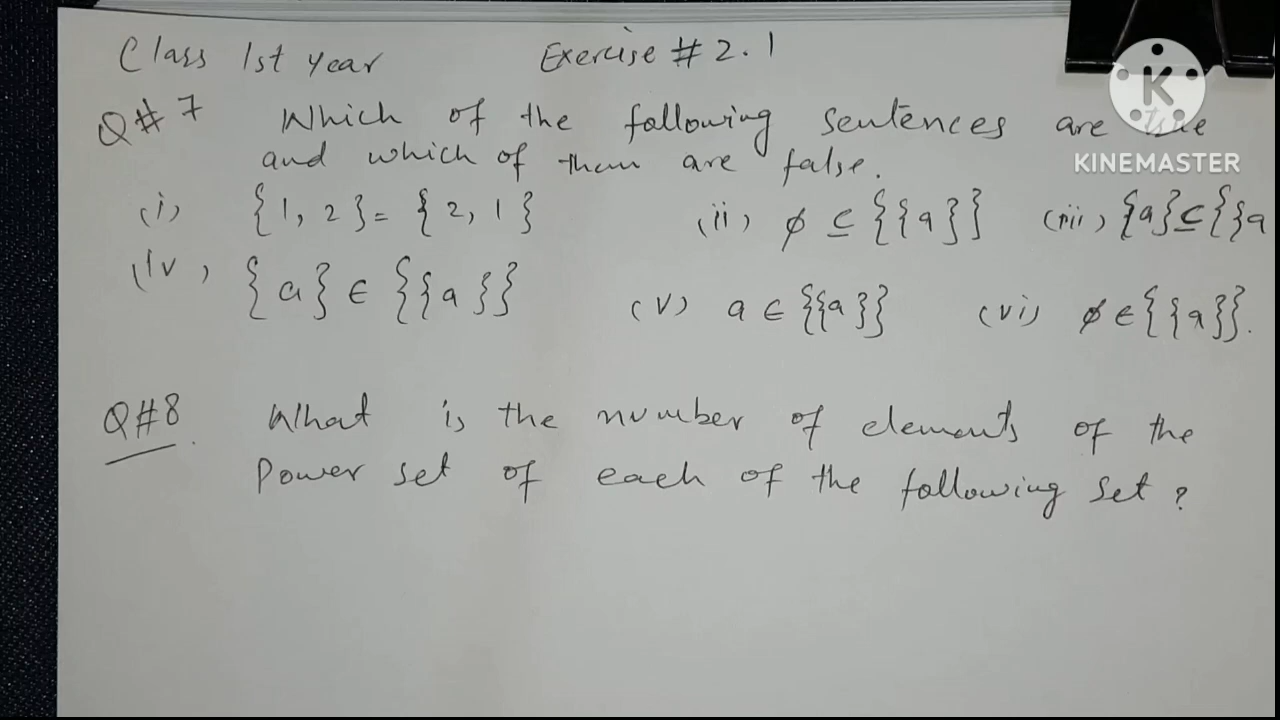 Class 1st year Exercise # 2.1
Q# 7 Which of the following sentences are
and which of them are false.
(i) {1, 2} = {2, 1} (ii) ϕ ⊆ {{a}} (iii) {a} ⊆ {{a
(iv) {a} ∈ {{a}} (v) a ∈ {{a}} (vi) ϕ ∈ {{a}}.
Q#8. What is the number of elements of the
Power set of each of the following set?
K
KINEMASTER